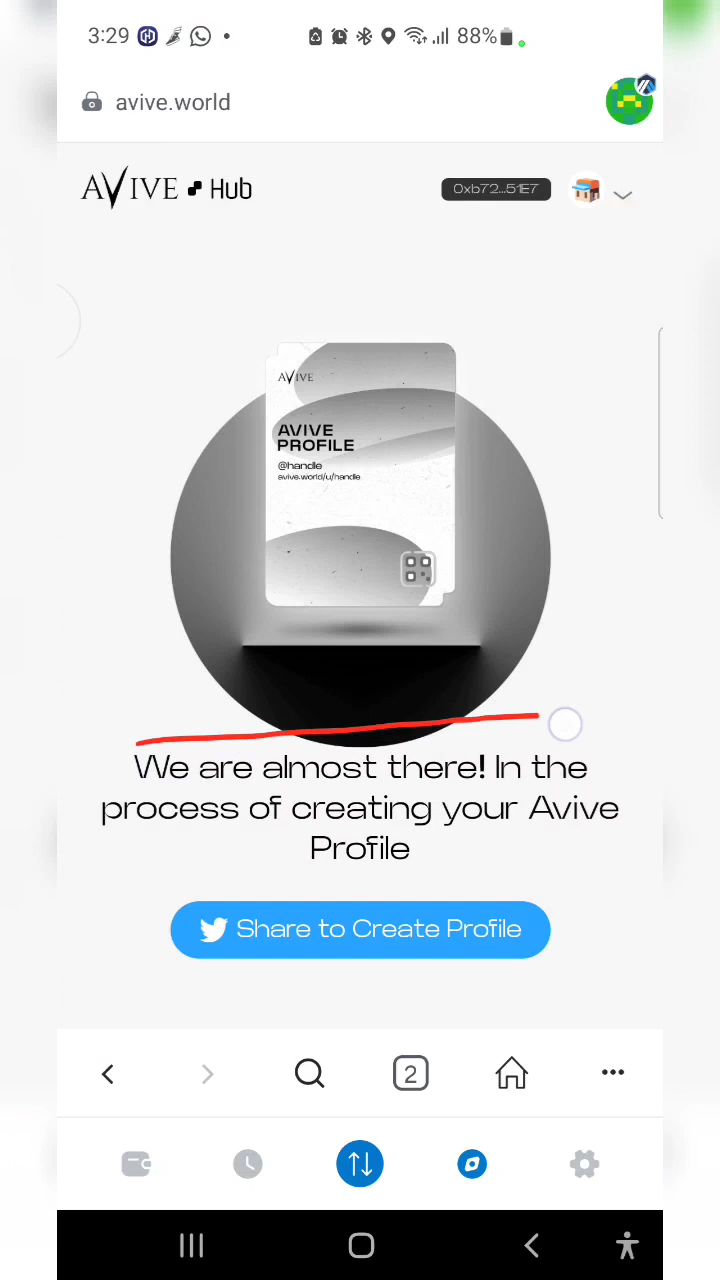 3:29 88%
avive.world
AVIVE Hub 0xb72...51E7
AVIVE
AVIVE
PROFILE
@handle
avive.world/u/handle
We are almost there! In the
process of creating your Avive
Profile
Share to Create Profile
2